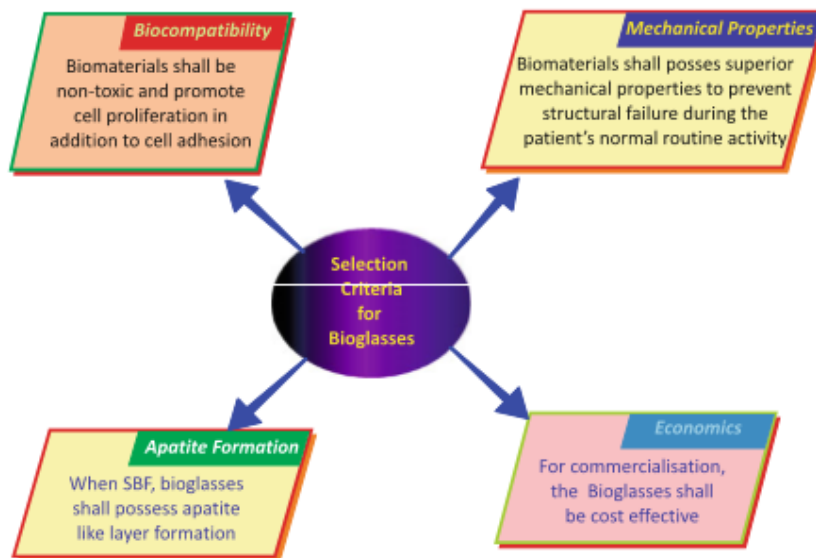 Biocompatibility
Biomaterials shall be
non-toxic and promote
cell proliferation in
addition to cell adhesion
Mechanical Properties
Biomaterials shall posses superior
mechanical properties to prevent
structural failure during the
patient's normal routine activity
Selection
Criteria
for
Bioglasses
Apatite Formation
When SBF, bioglasses
shall possess apatite
like layer formation
Economics
For commercialisation,
the Bioglasses shall
be cost effective